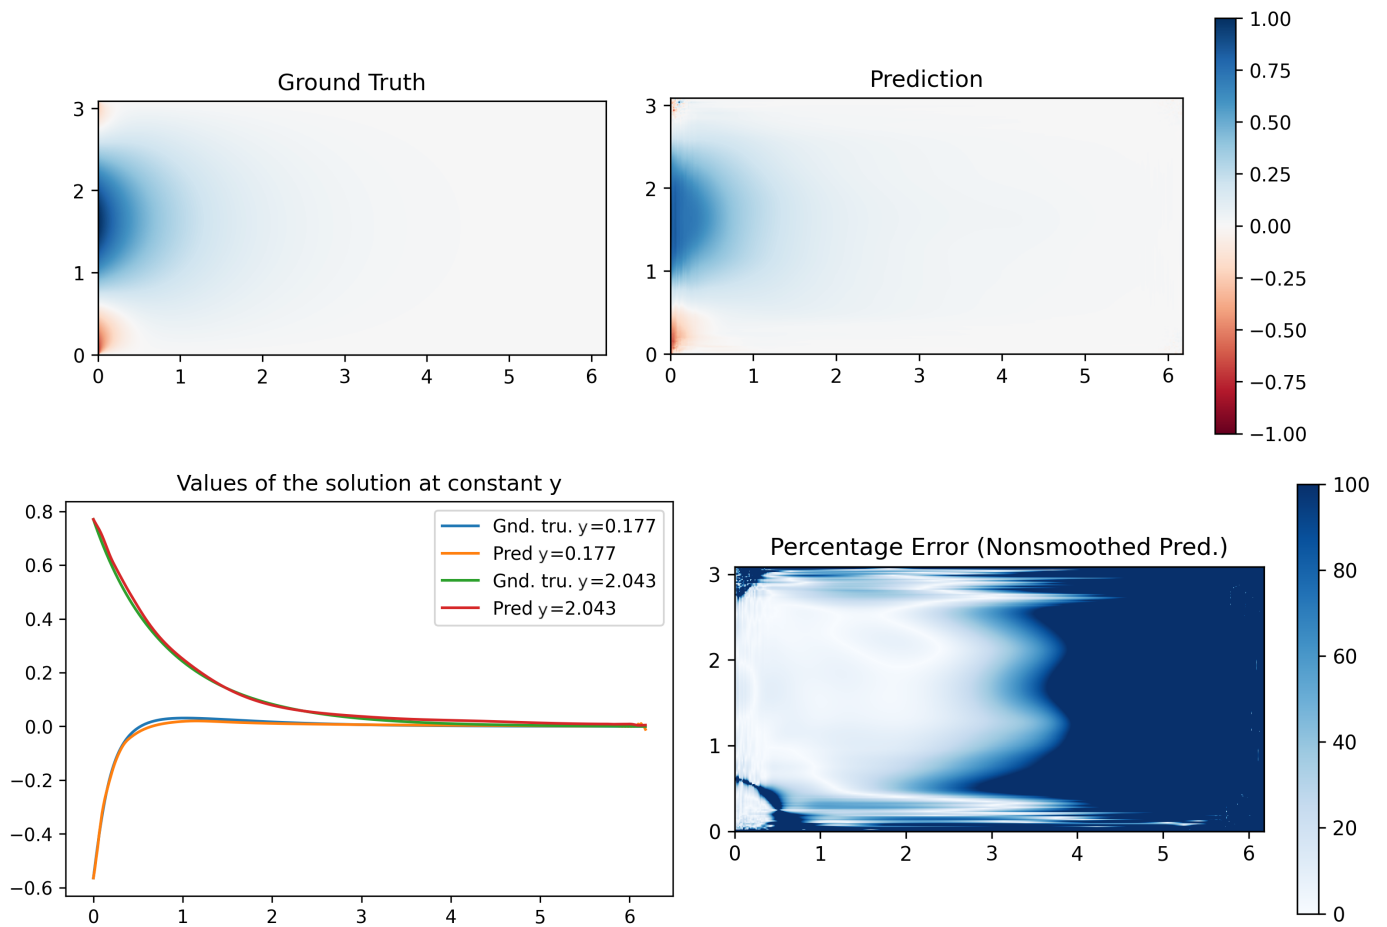 Ground Truth
3
2
1
0
0 1 2 3 4 5 6
Prediction
3
2
1
0
0 1 2 3 4 5 6
1.00
0.75
0.50
0.25
0.00
−0.25
−0.50
−0.75
−1.00
Values of the solution at constant y
0.8
0.6
0.4
0.2
0.0
−0.2
−0.4
−0.6
0 1 2 3 4 5 6
Gnd. tru. y=0.177
Pred y=0.177
Gnd. tru. y=2.043
Pred y=2.043
Percentage Error (Nonsmoothed Pred.)
3
2
1
0
0 1 2 3 4 5 6
100
80
60
40
20
0